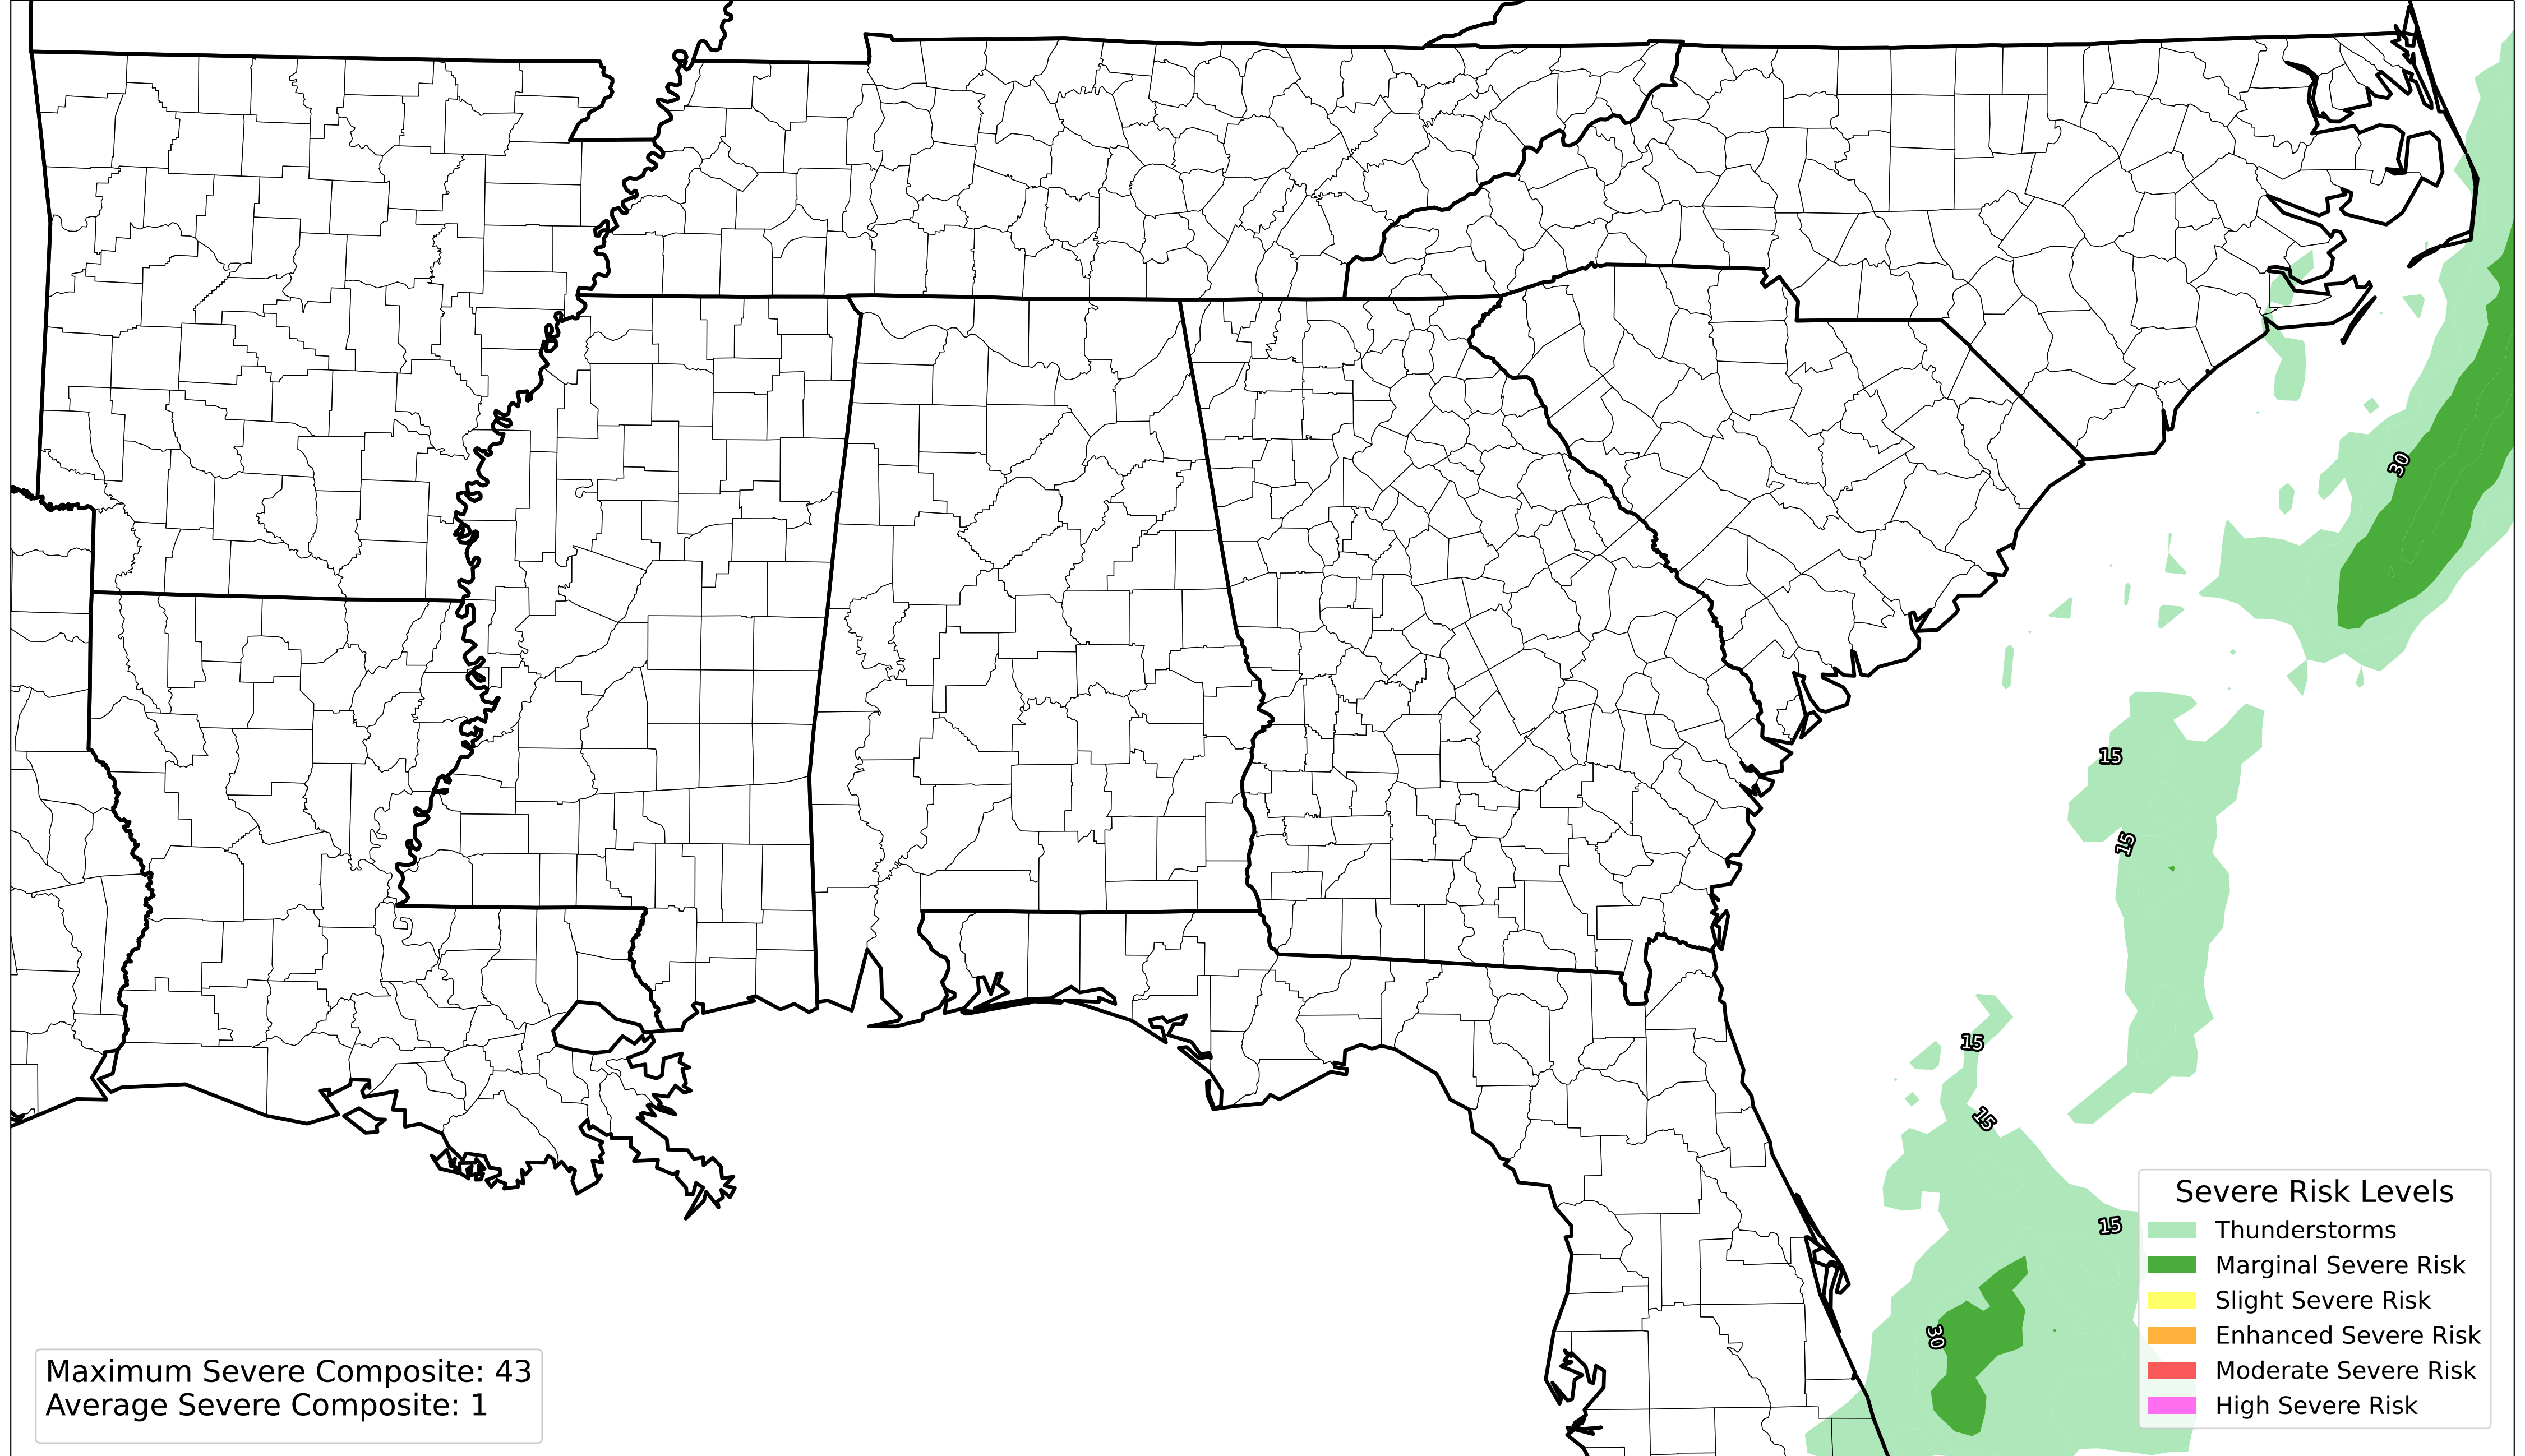 30
15
15
15
15
15
30
Severe Risk Levels
Thunderstorms
Marginal Severe Risk
Slight Severe Risk
Enhanced Severe Risk
Moderate Severe Risk
High Severe Risk
Maximum Severe Composite: 43
Average Severe Composite: 1